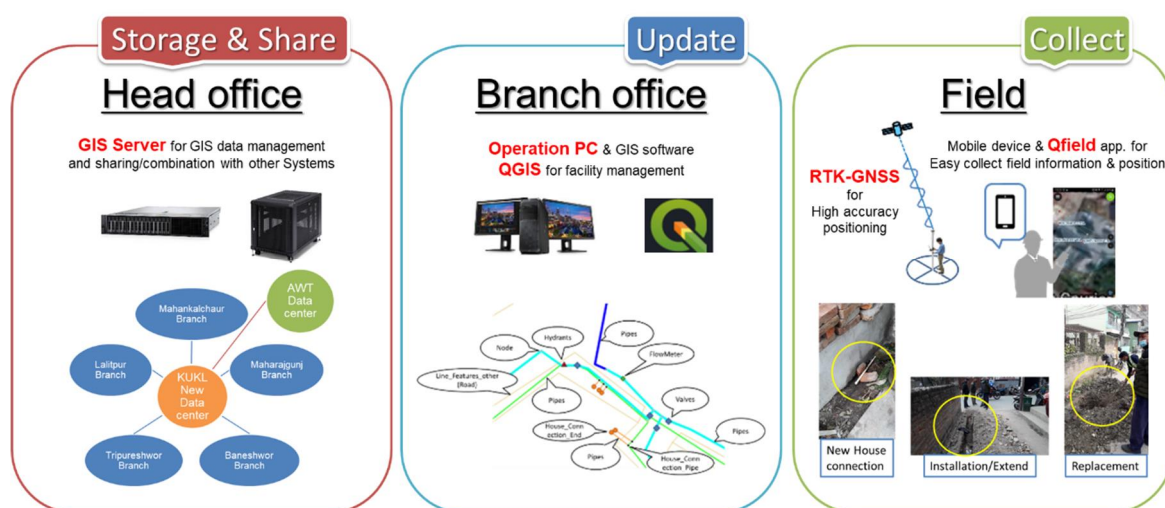 Storage & Share
Head office
GIS Server for GIS data management
and sharing/combination with other Systems
AWT
Data
center
Mahankalchaur
Branch
Lalitpur
Branch
Maharajgunj
Branch
KUKL
New
Data
center
Tripureshwor
Branch
Baneshwor
Branch
Update
Branch office
Operation PC & GIS software
QGIS for facility management
Node
Hydrants
Pipes
FlowMeter
Line_Features_other
(Road)
Pipes
Valves
House_Conn
ection_End
Pipes
Pipes
House_Conn
ection_Pipe
Collect
Field
Mobile device & Qfield app. for
Easy collect field information & position
RTK-GNSS
for
High accuracy
positioning
New House
connection
Installation/Extend
Replacement